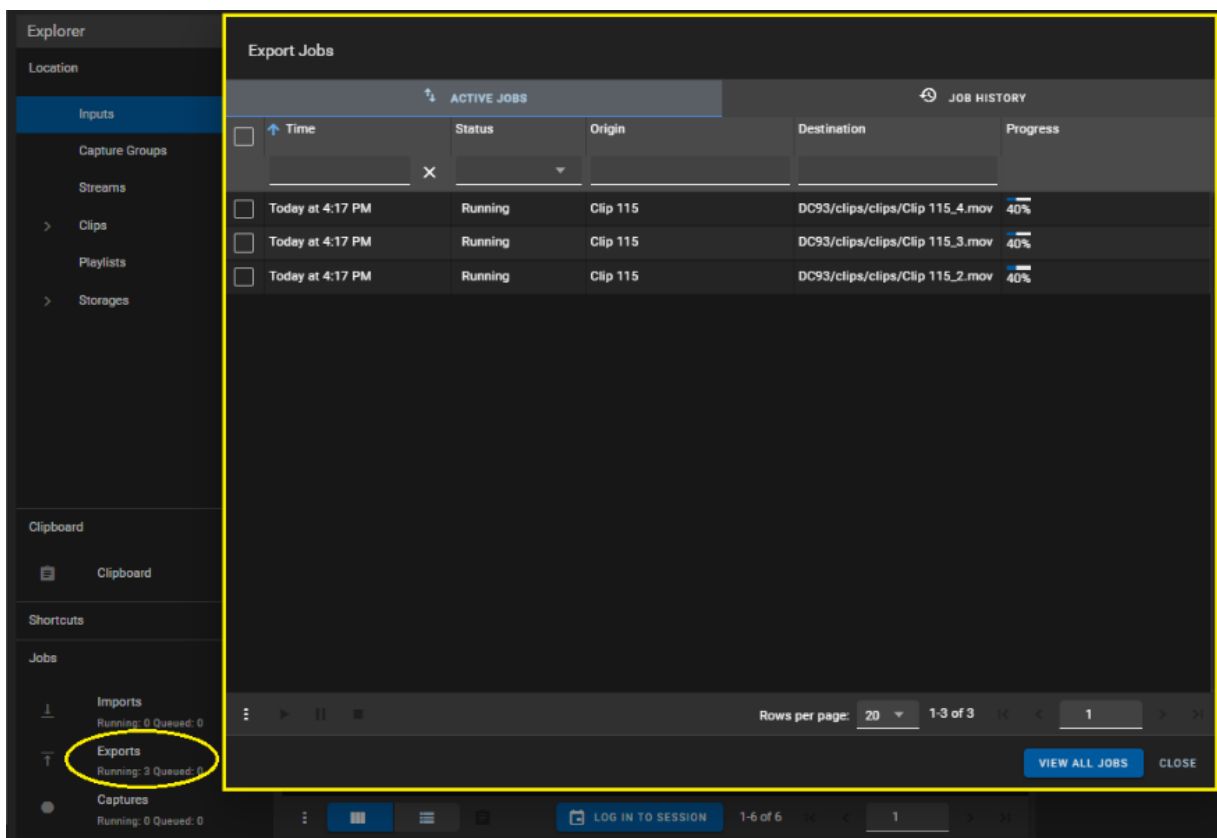 Explorer
Location
Inputs
Capture Groups
Streams
Clips
Playlists
Storages
Clipboard
Clipboard
Shortcuts
Jobs
Imports
Running: 0 Queued: 0
Exports
Running: 3 Queued: 0
Captures
Running: 0 Queued: 0
Export Jobs
ACTIVE JOBS JOB HISTORY
Time Status Origin Destination Progress
Today at 4:17 PM Running Clip 115 DC93/clips/clips/Clip 115_4.mov 40%
Today at 4:17 PM Running Clip 115 DC93/clips/clips/Clip 115_3.mov 40%
Today at 4:17 PM Running Clip 115 DC93/clips/clips/Clip 115_2.mov 40%
Rows per page: 20 1-3 of 3 1
VIEW ALL JOBS CLOSE
LOG IN TO SESSION 1-6 of 6 1